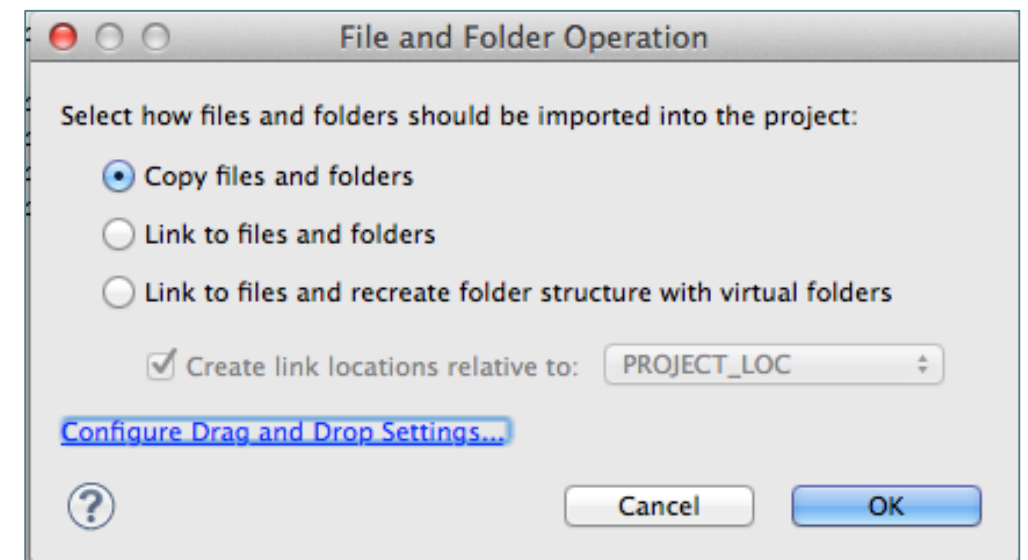 File and Folder Operation
Select how files and folders should be imported into the project:
Copy files and folders
Link to files and folders
Link to files and recreate folder structure with virtual folders
Create link locations relative to: PROJECT_LOC
Configure Drag and Drop Settings...
? Cancel OK